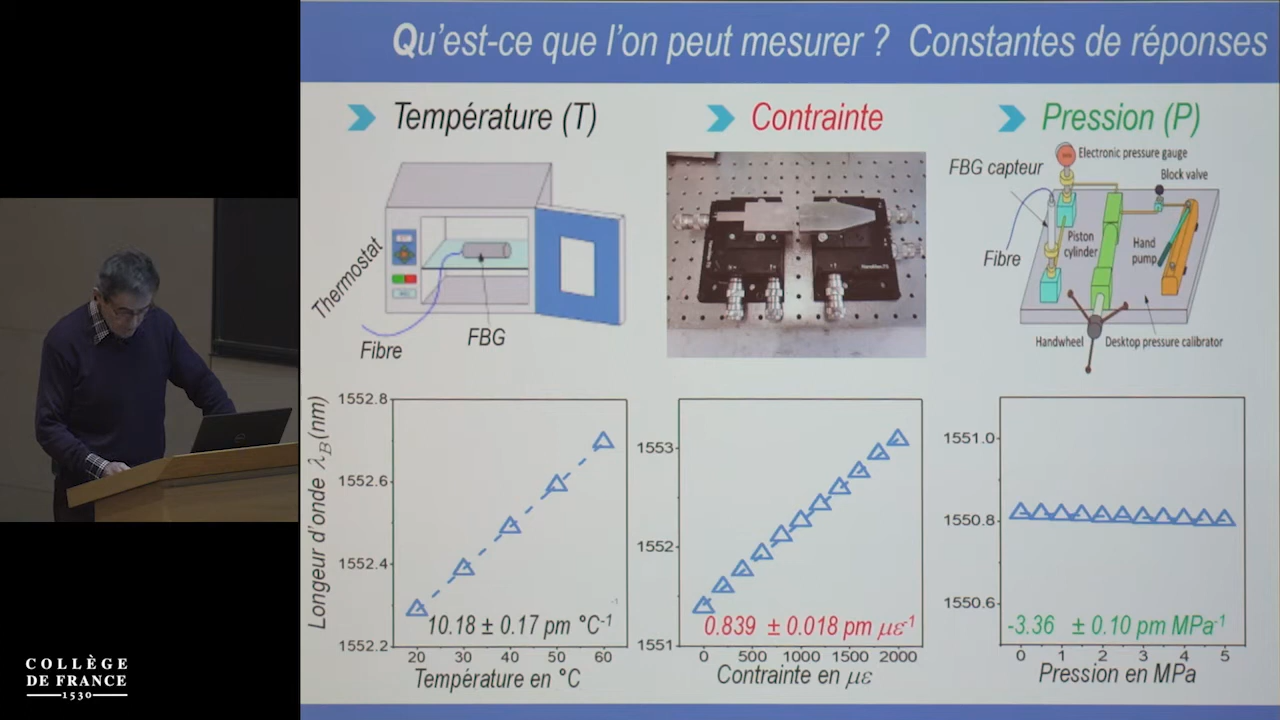 Qu'est-ce que l'on peut mesurer ? Constantes de réponses
Température (T)
Contrainte
Pression (P)
Thermostat
Fibre
FBG
FBG capteur
Electronic pressure gauge
Block valve
Fibre
Piston
cylinder
Hand
pump
Handwheel
Desktop pressure calibrator
Longeur d'onde λB (nm)
1552.8
1552.6
1552.4
1552.2
10.18 ± 0.17 pm °C-1
-1
20 30 40 50 60
Température en °C
1553
1552
1551
0.839 ± 0.018 pm µε-1
0 500 1000 1500 2000
Contrainte en µε
1551.0
1550.8
1550.6
-3.36 ± 0.10 pm MPa-1
0 1 2 3 4 5
Pression en MPa
COLLÈGE
DE FRANCE
1530